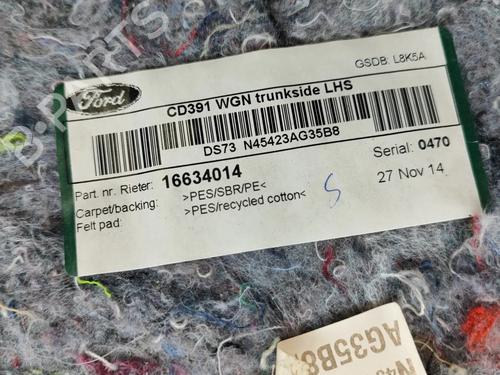 GSDB: L8K5A
Ford
CD391 WGN trunkside LHS
DS73 N45423AG35B8
Part. nr. Rieter: 16634014
Serial: 0470
Carpet/backing: >PES/SBR/PE<
27 Nov 14
Felt pad: >PES/recycled cotton<
S
AG35B8
B-PARTS